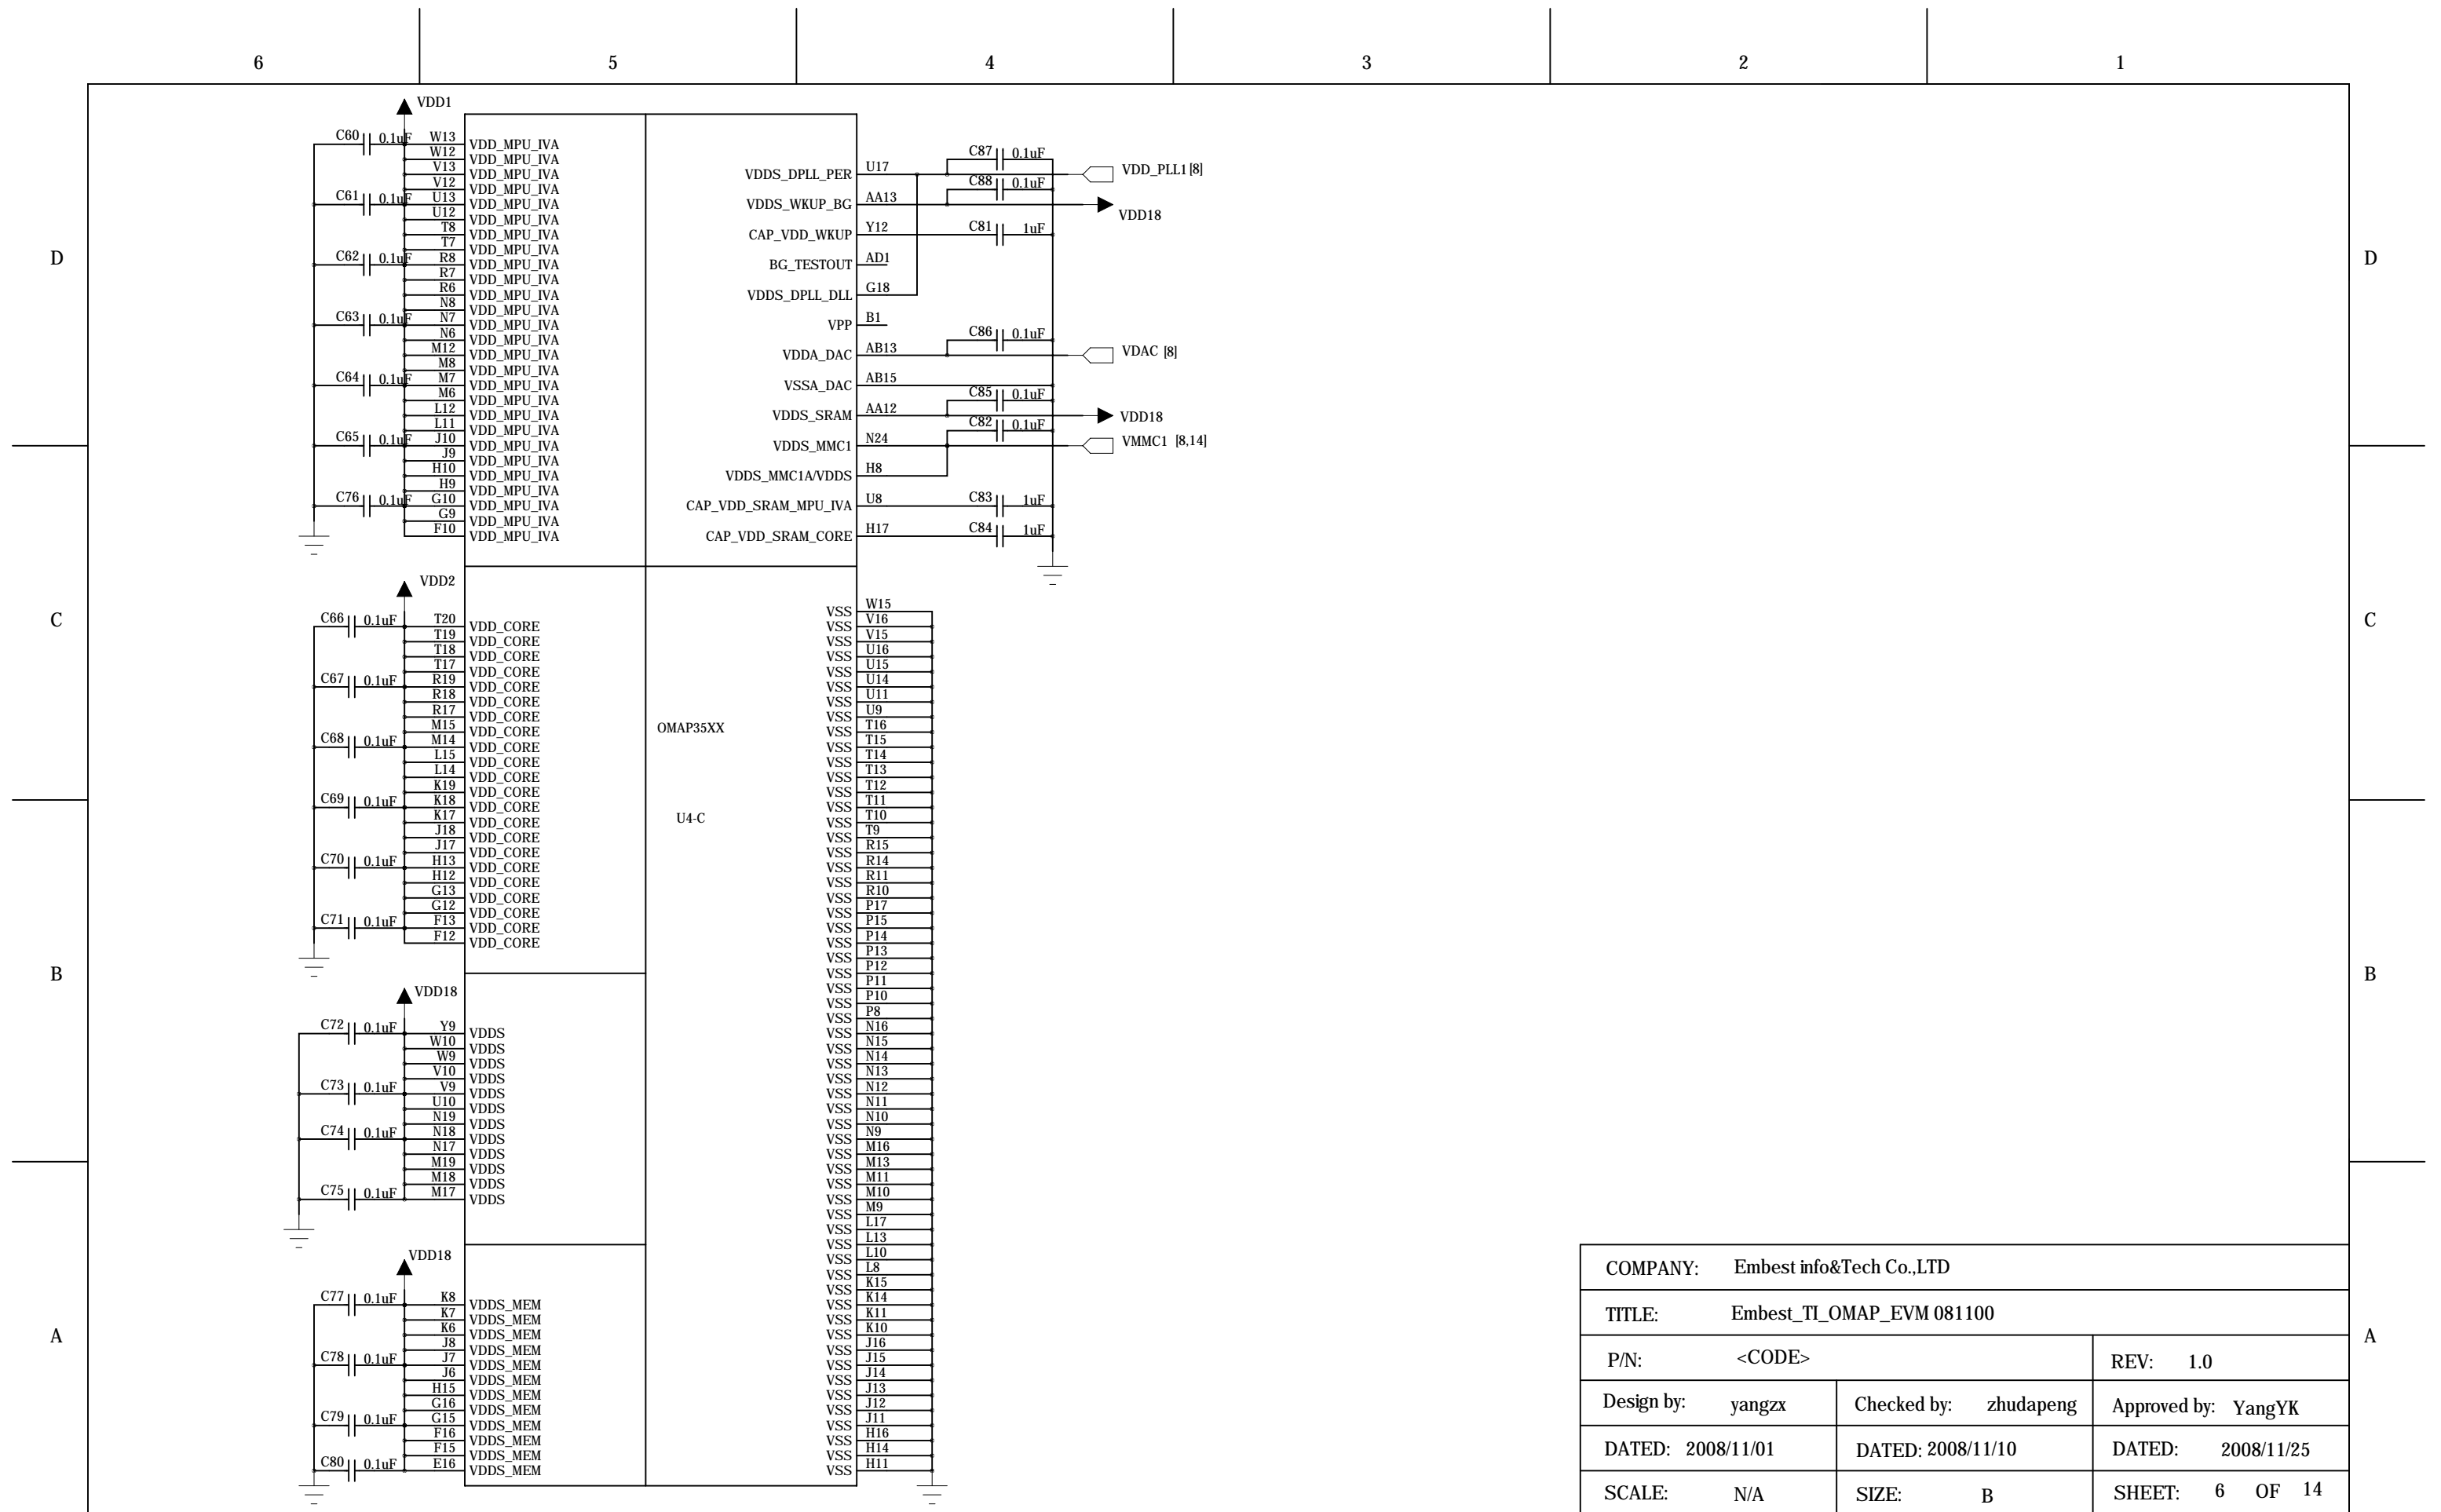 6 5 4 3 2 1
D C B A
D C B A
VDD1
C60 0.1uF W13 VDD_MPU_IVA
W12 VDD_MPU_IVA
V13 VDD_MPU_IVA
V12 VDD_MPU_IVA
C61 0.1uF U13 VDD_MPU_IVA
U12 VDD_MPU_IVA
T8 VDD_MPU_IVA
T7 VDD_MPU_IVA
C62 0.1uF R8 VDD_MPU_IVA
R7 VDD_MPU_IVA
R6 VDD_MPU_IVA
N8 VDD_MPU_IVA
C63 0.1uF N7 VDD_MPU_IVA
N6 VDD_MPU_IVA
M12 VDD_MPU_IVA
M8 VDD_MPU_IVA
C64 0.1uF M7 VDD_MPU_IVA
M6 VDD_MPU_IVA
L12 VDD_MPU_IVA
L11 VDD_MPU_IVA
C65 0.1uF J10 VDD_MPU_IVA
J9 VDD_MPU_IVA
H10 VDD_MPU_IVA
H9 VDD_MPU_IVA
C76 0.1uF G10 VDD_MPU_IVA
G9 VDD_MPU_IVA
F10 VDD_MPU_IVA
C87 0.1uF
VDDS_DPLL_PER U17 VDD_PLL1 [8]
C88 0.1uF
VDDS_WKUP_BG AA13 VDD18
CAP_VDD_WKUP Y12 C81 1uF
BG_TESTOUT AD1
VDDS_DPLL_DLL G18
VPP B1
C86 0.1uF
VDDA_DAC AB13 VDAC [8]
VSSA_DAC AB15
C85 0.1uF
VDDS_SRAM AA12 VDD18
C82 0.1uF
VDDS_MMC1 N24 VMMC1 [8,14]
VDDS_MMC1A/VDDS H8
CAP_VDD_SRAM_MPU_IVA U8 C83 1uF
CAP_VDD_SRAM_CORE H17 C84 1uF
VDD2
C66 0.1uF T20 VDD_CORE
T19 VDD_CORE
T18 VDD_CORE
T17 VDD_CORE
C67 0.1uF R19 VDD_CORE
R18 VDD_CORE
R17 VDD_CORE
M15 VDD_CORE
C68 0.1uF M14 VDD_CORE
L15 VDD_CORE
L14 VDD_CORE
K19 VDD_CORE
C69 0.1uF K18 VDD_CORE
K17 VDD_CORE
J18 VDD_CORE
J17 VDD_CORE
C70 0.1uF H13 VDD_CORE
H12 VDD_CORE
G13 VDD_CORE
G12 VDD_CORE
C71 0.1uF F13 VDD_CORE
F12 VDD_CORE
OMAP35XX
U4-C
VDD18
C72 0.1uF Y9 VDDS
W10 VDDS
W9 VDDS
V10 VDDS
C73 0.1uF V9 VDDS
U10 VDDS
N19 VDDS
C74 0.1uF N18 VDDS
N17 VDDS
M19 VDDS
M18 VDDS
C75 0.1uF M17 VDDS
VDD18
C77 0.1uF K8 VDDS_MEM
K7 VDDS_MEM
K6 VDDS_MEM
J8 VDDS_MEM
C78 0.1uF J7 VDDS_MEM
J6 VDDS_MEM
H15 VDDS_MEM
G16 VDDS_MEM
C79 0.1uF G15 VDDS_MEM
F16 VDDS_MEM
F15 VDDS_MEM
C80 0.1uF E16 VDDS_MEM
VSS W15
VSS V16
VSS V15
VSS U16
VSS U15
VSS U14
VSS U11
VSS U9
VSS T16
VSS T15
VSS T14
VSS T13
VSS T12
VSS T11
VSS T10
VSS T9
VSS R15
VSS R14
VSS R11
VSS R10
VSS P17
VSS P15
VSS P14
VSS P13
VSS P12
VSS P11
VSS P10
VSS P8
VSS N16
VSS N15
VSS N14
VSS N13
VSS N12
VSS N11
VSS N10
VSS N9
VSS M16
VSS M13
VSS M11
VSS M10
VSS M9
VSS L17
VSS L13
VSS L10
VSS L8
VSS K15
VSS K14
VSS K11
VSS K10
VSS J16
VSS J15
VSS J14
VSS J13
VSS J12
VSS J11
VSS H16
VSS H14
VSS H11
COMPANY: Embest info&Tech Co.,LTD
TITLE: Embest_TI_OMAP_EVM 081100
P/N: <CODE> REV: 1.0
Design by: yangzx Checked by: zhudapeng Approved by: YangYK
DATED: 2008/11/01 DATED: 2008/11/10 DATED: 2008/11/25
SCALE: N/A SIZE: B SHEET: 6 OF 14